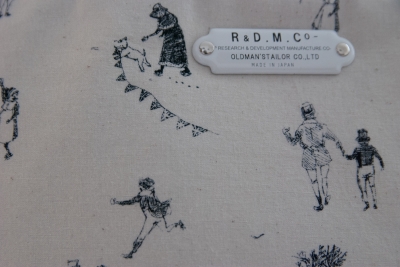 R & D. M. Co-
RESEARCH & DEVELOPMENT MANUFACTURE CO.
OLDMAN'STAILOR CO.,LTD
MADE IN JAPAN